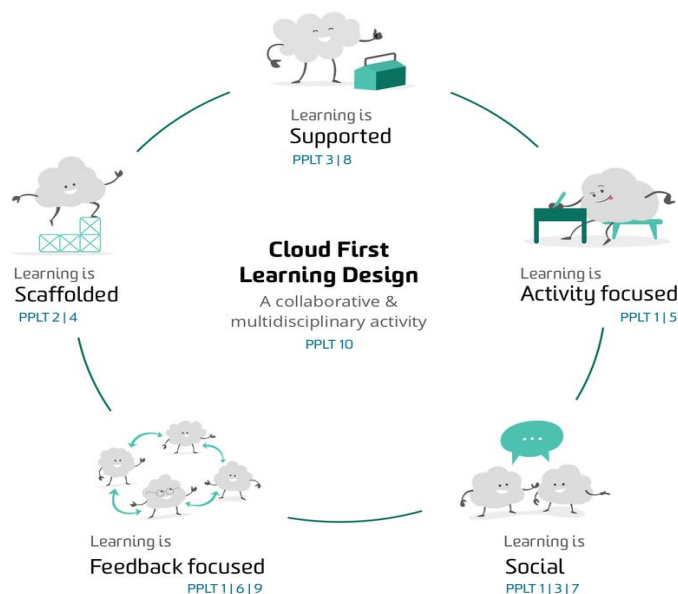 Learning is
Supported
PPLT 3 | 8
Learning is
Scaffolded
PPLT 2 | 4
Cloud First
Learning Design
A collaborative &
multidisciplinary activity
PPLT 10
Learning is
Activity focused
PPLT 1 | 5
Learning is
Feedback focused
PPLT 1 | 6 | 9
Learning is
Social
PPLT 1 | 3 | 7